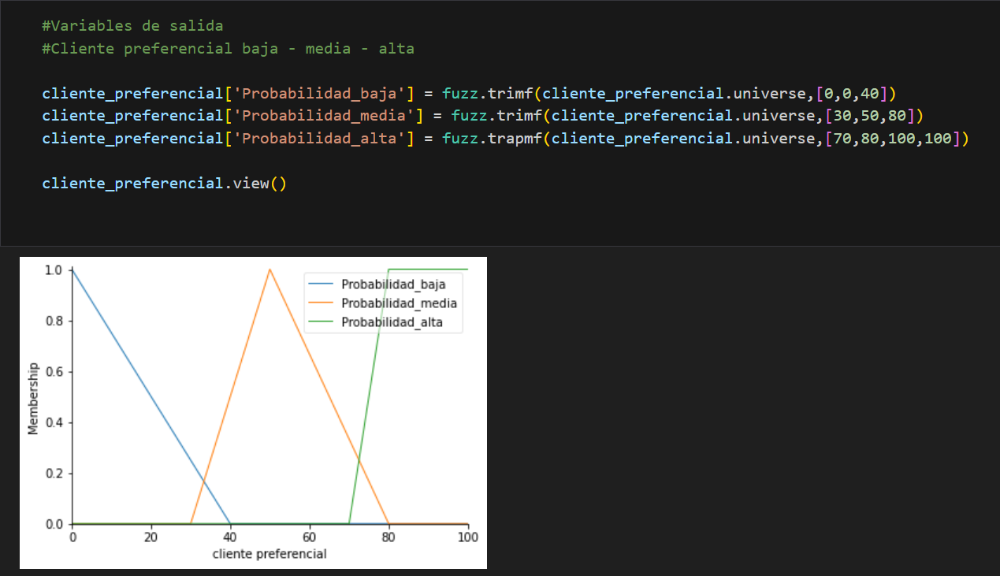 #Variables de salida
#Cliente preferencial baja - media - alta
cliente_preferencial['Probabilidad_baja'] = fuzz.trimf(cliente_preferencial.universe,[0,0,40])
cliente_preferencial['Probabilidad_media'] = fuzz.trimf(cliente_preferencial.universe,[30,50,80])
cliente_preferencial['Probabilidad_alta'] = fuzz.trapmf(cliente_preferencial.universe,[70,80,100,100])
cliente_preferencial.view()
1.0
0.8
0.6
0.4
0.2
0.0
Membership
Probabilidad_baja
Probabilidad_media
Probabilidad_alta
0 20 40 60 80 100
cliente preferencial